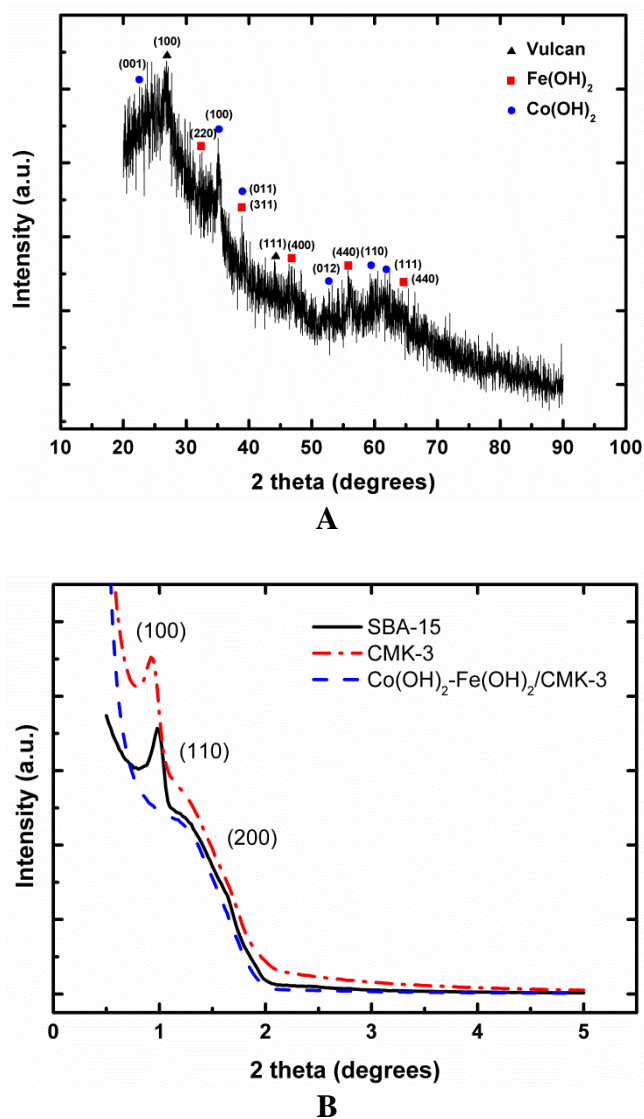 (100)
(001)
(220)
(100)
(011)
(311)
(111)
(400)
(012)
(440)
(110)
(111)
(440)
Vulcan
Fe(OH)2
Co(OH)2
Intensity (a.u.)
10 20 30 40 50 60 70 80 90 100
2 theta (degrees)
A
(100)
(110)
(200)
SBA-15
CMK-3
Co(OH)2-Fe(OH)2/CMK-3
Intensity (a.u.)
0 1 2 3 4 5
2 theta (degrees)
B